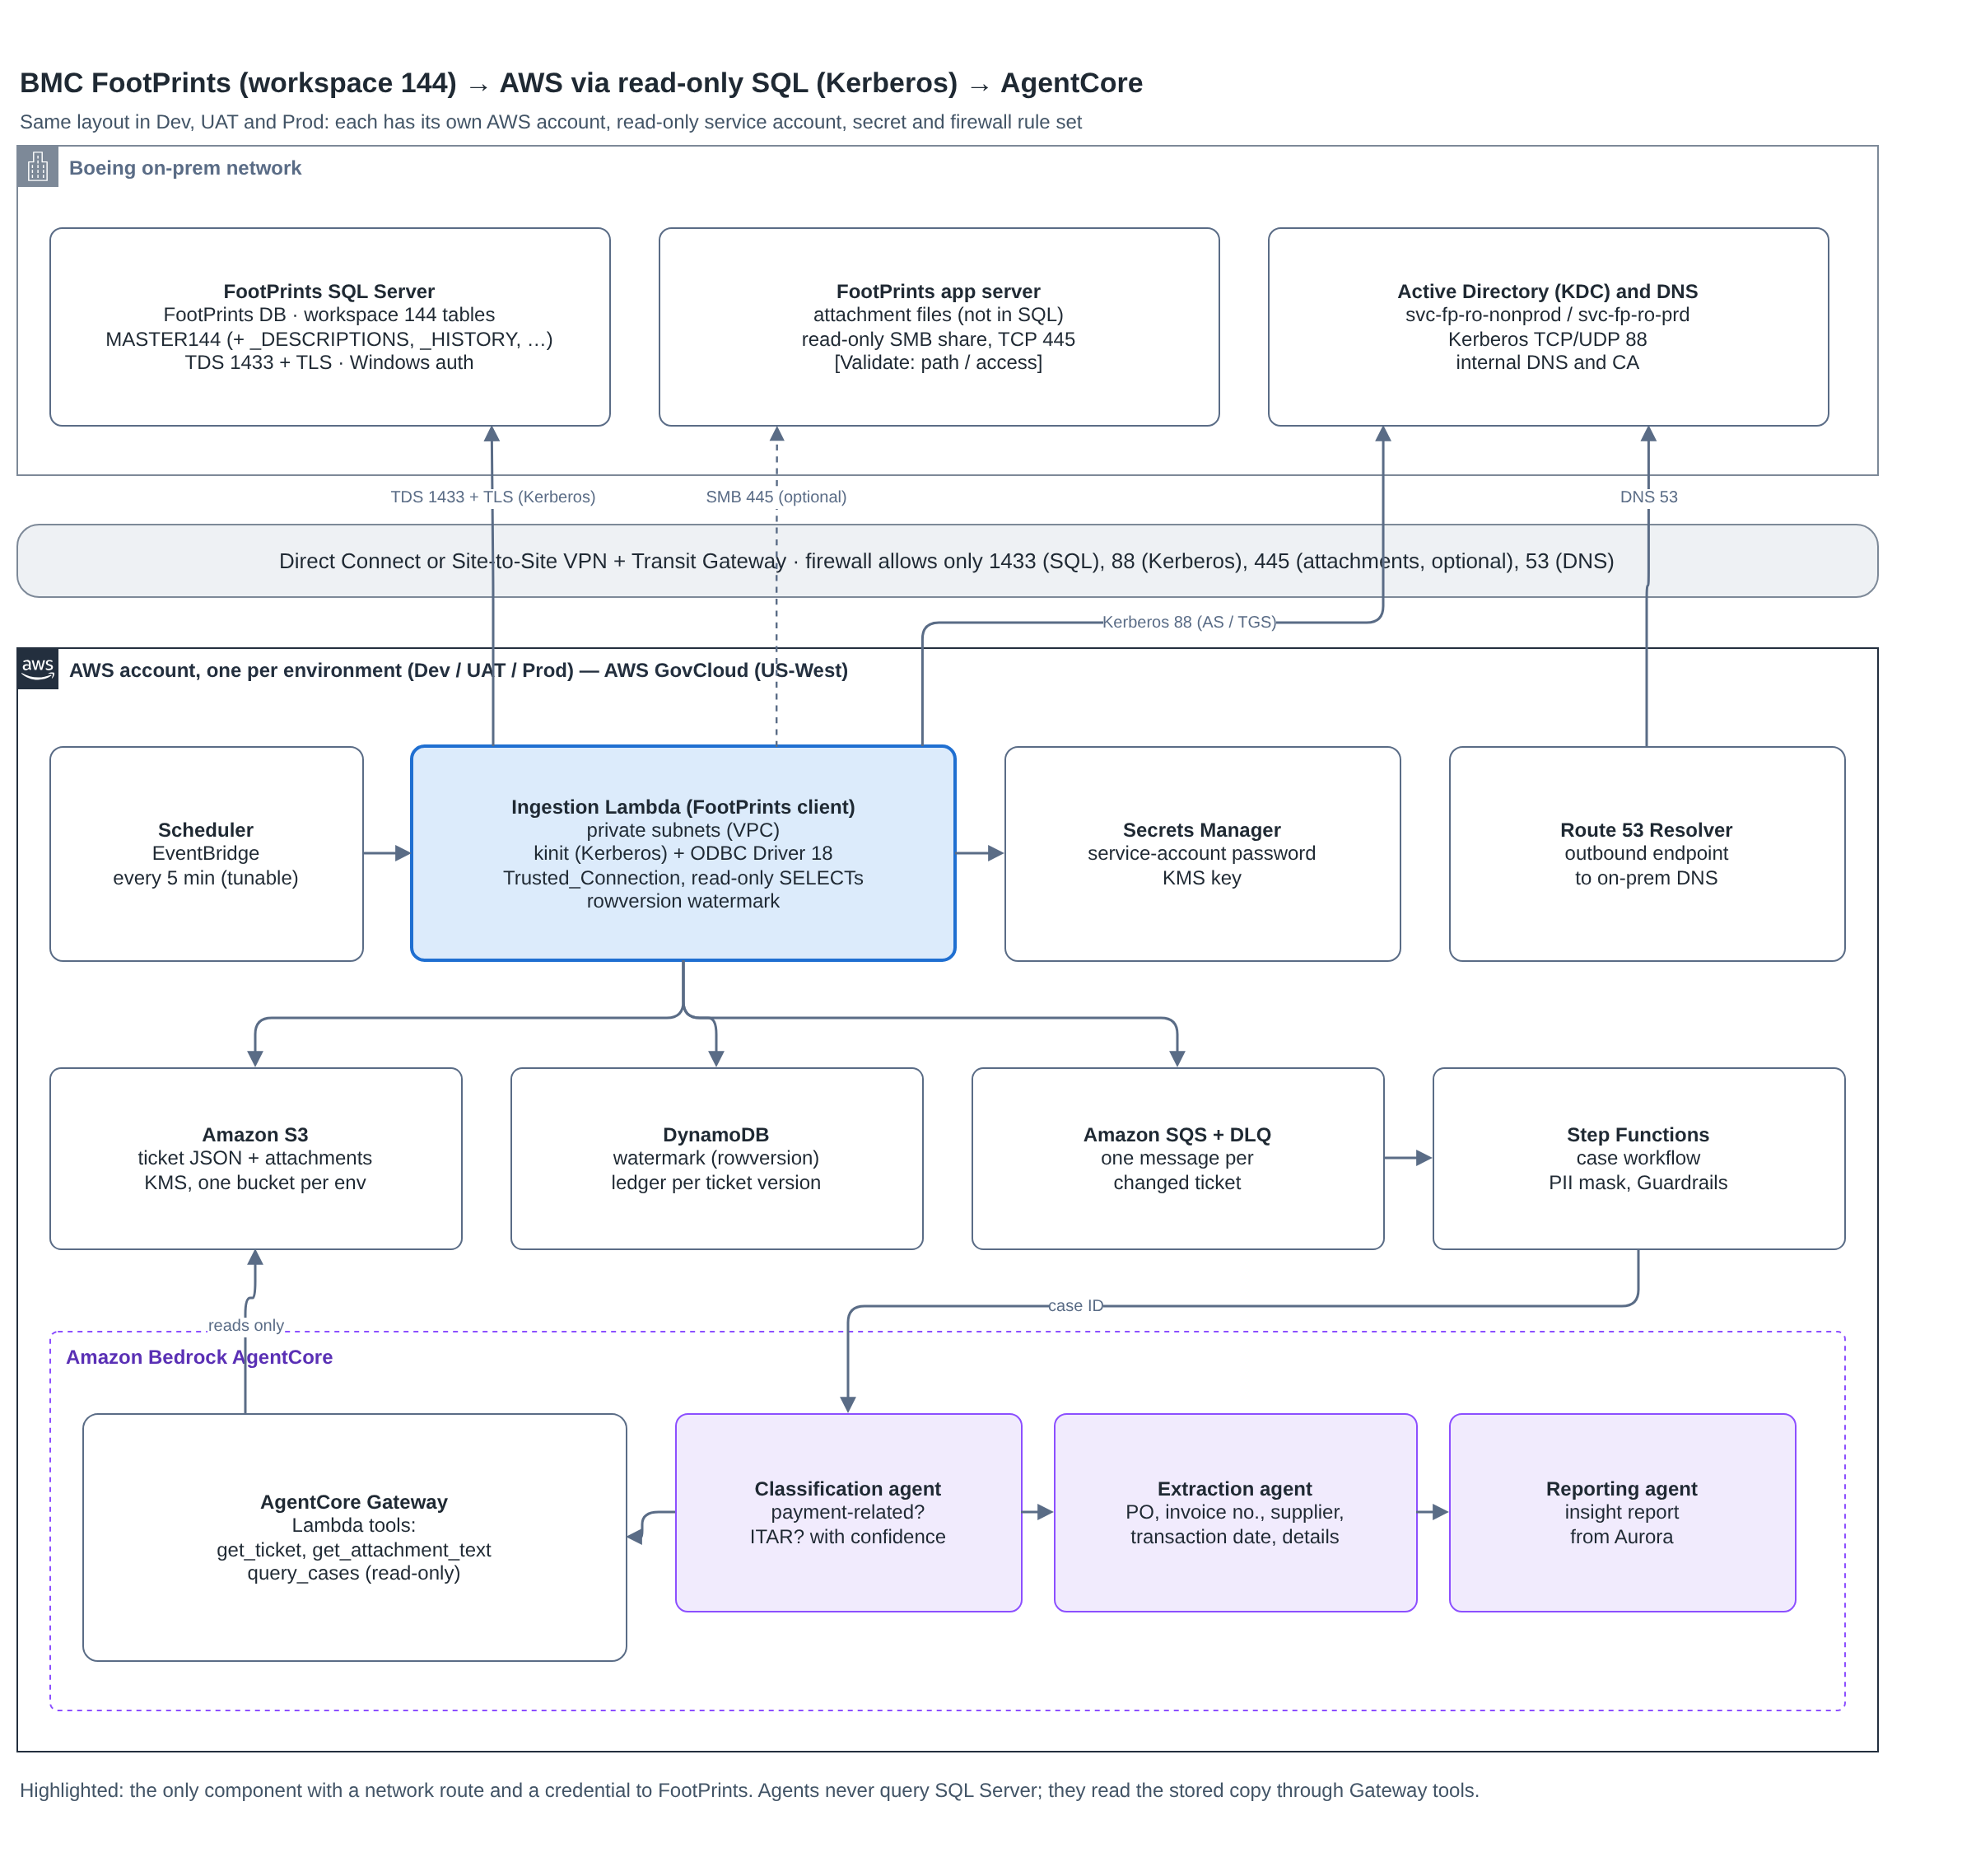 BMC FootPrints (workspace 144) → AWS via read-only SQL (Kerberos) → AgentCore
Same layout in Dev, UAT and Prod: each has its own AWS account, read-only service account, secret and firewall rule set
Boeing on-prem network
FootPrints SQL Server
FootPrints DB · workspace 144 tables
MASTER144 (+ _DESCRIPTIONS, _HISTORY, …)
TDS 1433 + TLS · Windows auth
FootPrints app server
attachment files (not in SQL)
read-only SMB share, TCP 445
[Validate: path / access]
Active Directory (KDC) and DNS
svc-fp-ro-nonprod / svc-fp-ro-prd
Kerberos TCP/UDP 88
internal DNS and CA
TDS 1433 + TLS (Kerberos)
SMB 445 (optional)
DNS 53
Direct Connect or Site-to-Site VPN + Transit Gateway · firewall allows only 1433 (SQL), 88 (Kerberos), 445 (attachments, optional), 53 (DNS)
Kerberos 88 (AS / TGS)
aws
AWS account, one per environment (Dev / UAT / Prod) — AWS GovCloud (US-West)
Scheduler
EventBridge
every 5 min (tunable)
Ingestion Lambda (FootPrints client)
private subnets (VPC)
kinit (Kerberos) + ODBC Driver 18
Trusted_Connection, read-only SELECTs
rowversion watermark
Secrets Manager
service-account password
KMS key
Route 53 Resolver
outbound endpoint
to on-prem DNS
Amazon S3
ticket JSON + attachments
KMS, one bucket per env
DynamoDB
watermark (rowversion)
ledger per ticket version
Amazon SQS + DLQ
one message per
changed ticket
Step Functions
case workflow
PII mask, Guardrails
case ID
reads only
Amazon Bedrock AgentCore
AgentCore Gateway
Lambda tools:
get_ticket, get_attachment_text
query_cases (read-only)
Classification agent
payment-related?
ITAR? with confidence
Extraction agent
PO, invoice no., supplier,
transaction date, details
Reporting agent
insight report
from Aurora
Highlighted: the only component with a network route and a credential to FootPrints. Agents never query SQL Server; they read the stored copy through Gateway tools.